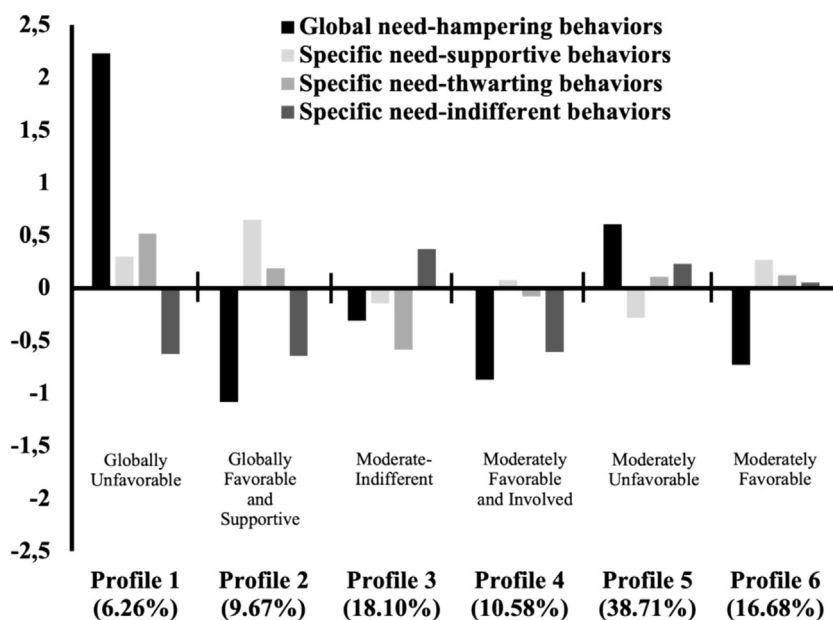 2,5
2
1,5
1
0,5
0
-0,5
-1
-1,5
-2
-2,5
Global need-hampering behaviors
Specific need-supportive behaviors
Specific need-thwarting behaviors
Specific need-indifferent behaviors
Globally
Unfavorable
Globally
Favorable
and
Supportive
Moderate-
Indifferent
Moderately
Favorable
and Involved
Moderately
Unfavorable
Moderately
Favorable
Profile 1
(6.26%)
Profile 2
(9.67%)
Profile 3
(18.10%)
Profile 4
(10.58%)
Profile 5
(38.71%)
Profile 6
(16.68%)